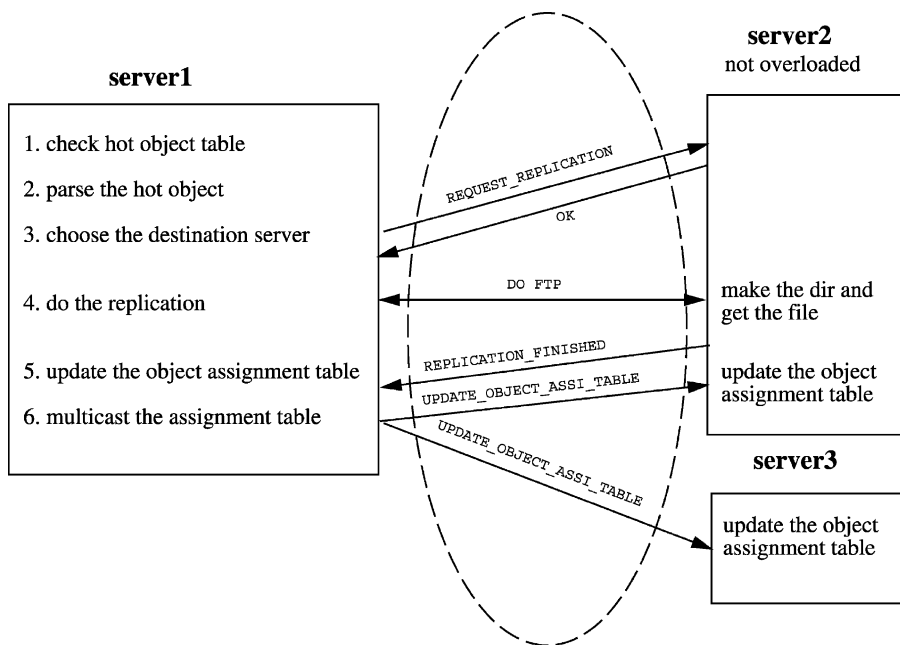 server1
1. check hot object table
2. parse the hot object
3. choose the destination server
4. do the replication
5. update the object assignment table
6. multicast the assignment table
REQUEST_REPLICATION
OK
DO FTP
REPLICATION_FINISHED
UPDATE_OBJECT_ASSI_TABLE
UPDATE_OBJECT_ASSI_TABLE
server2
not overloaded
make the dir and
get the file
update the object
assignment table
server3
update the object
assignment table